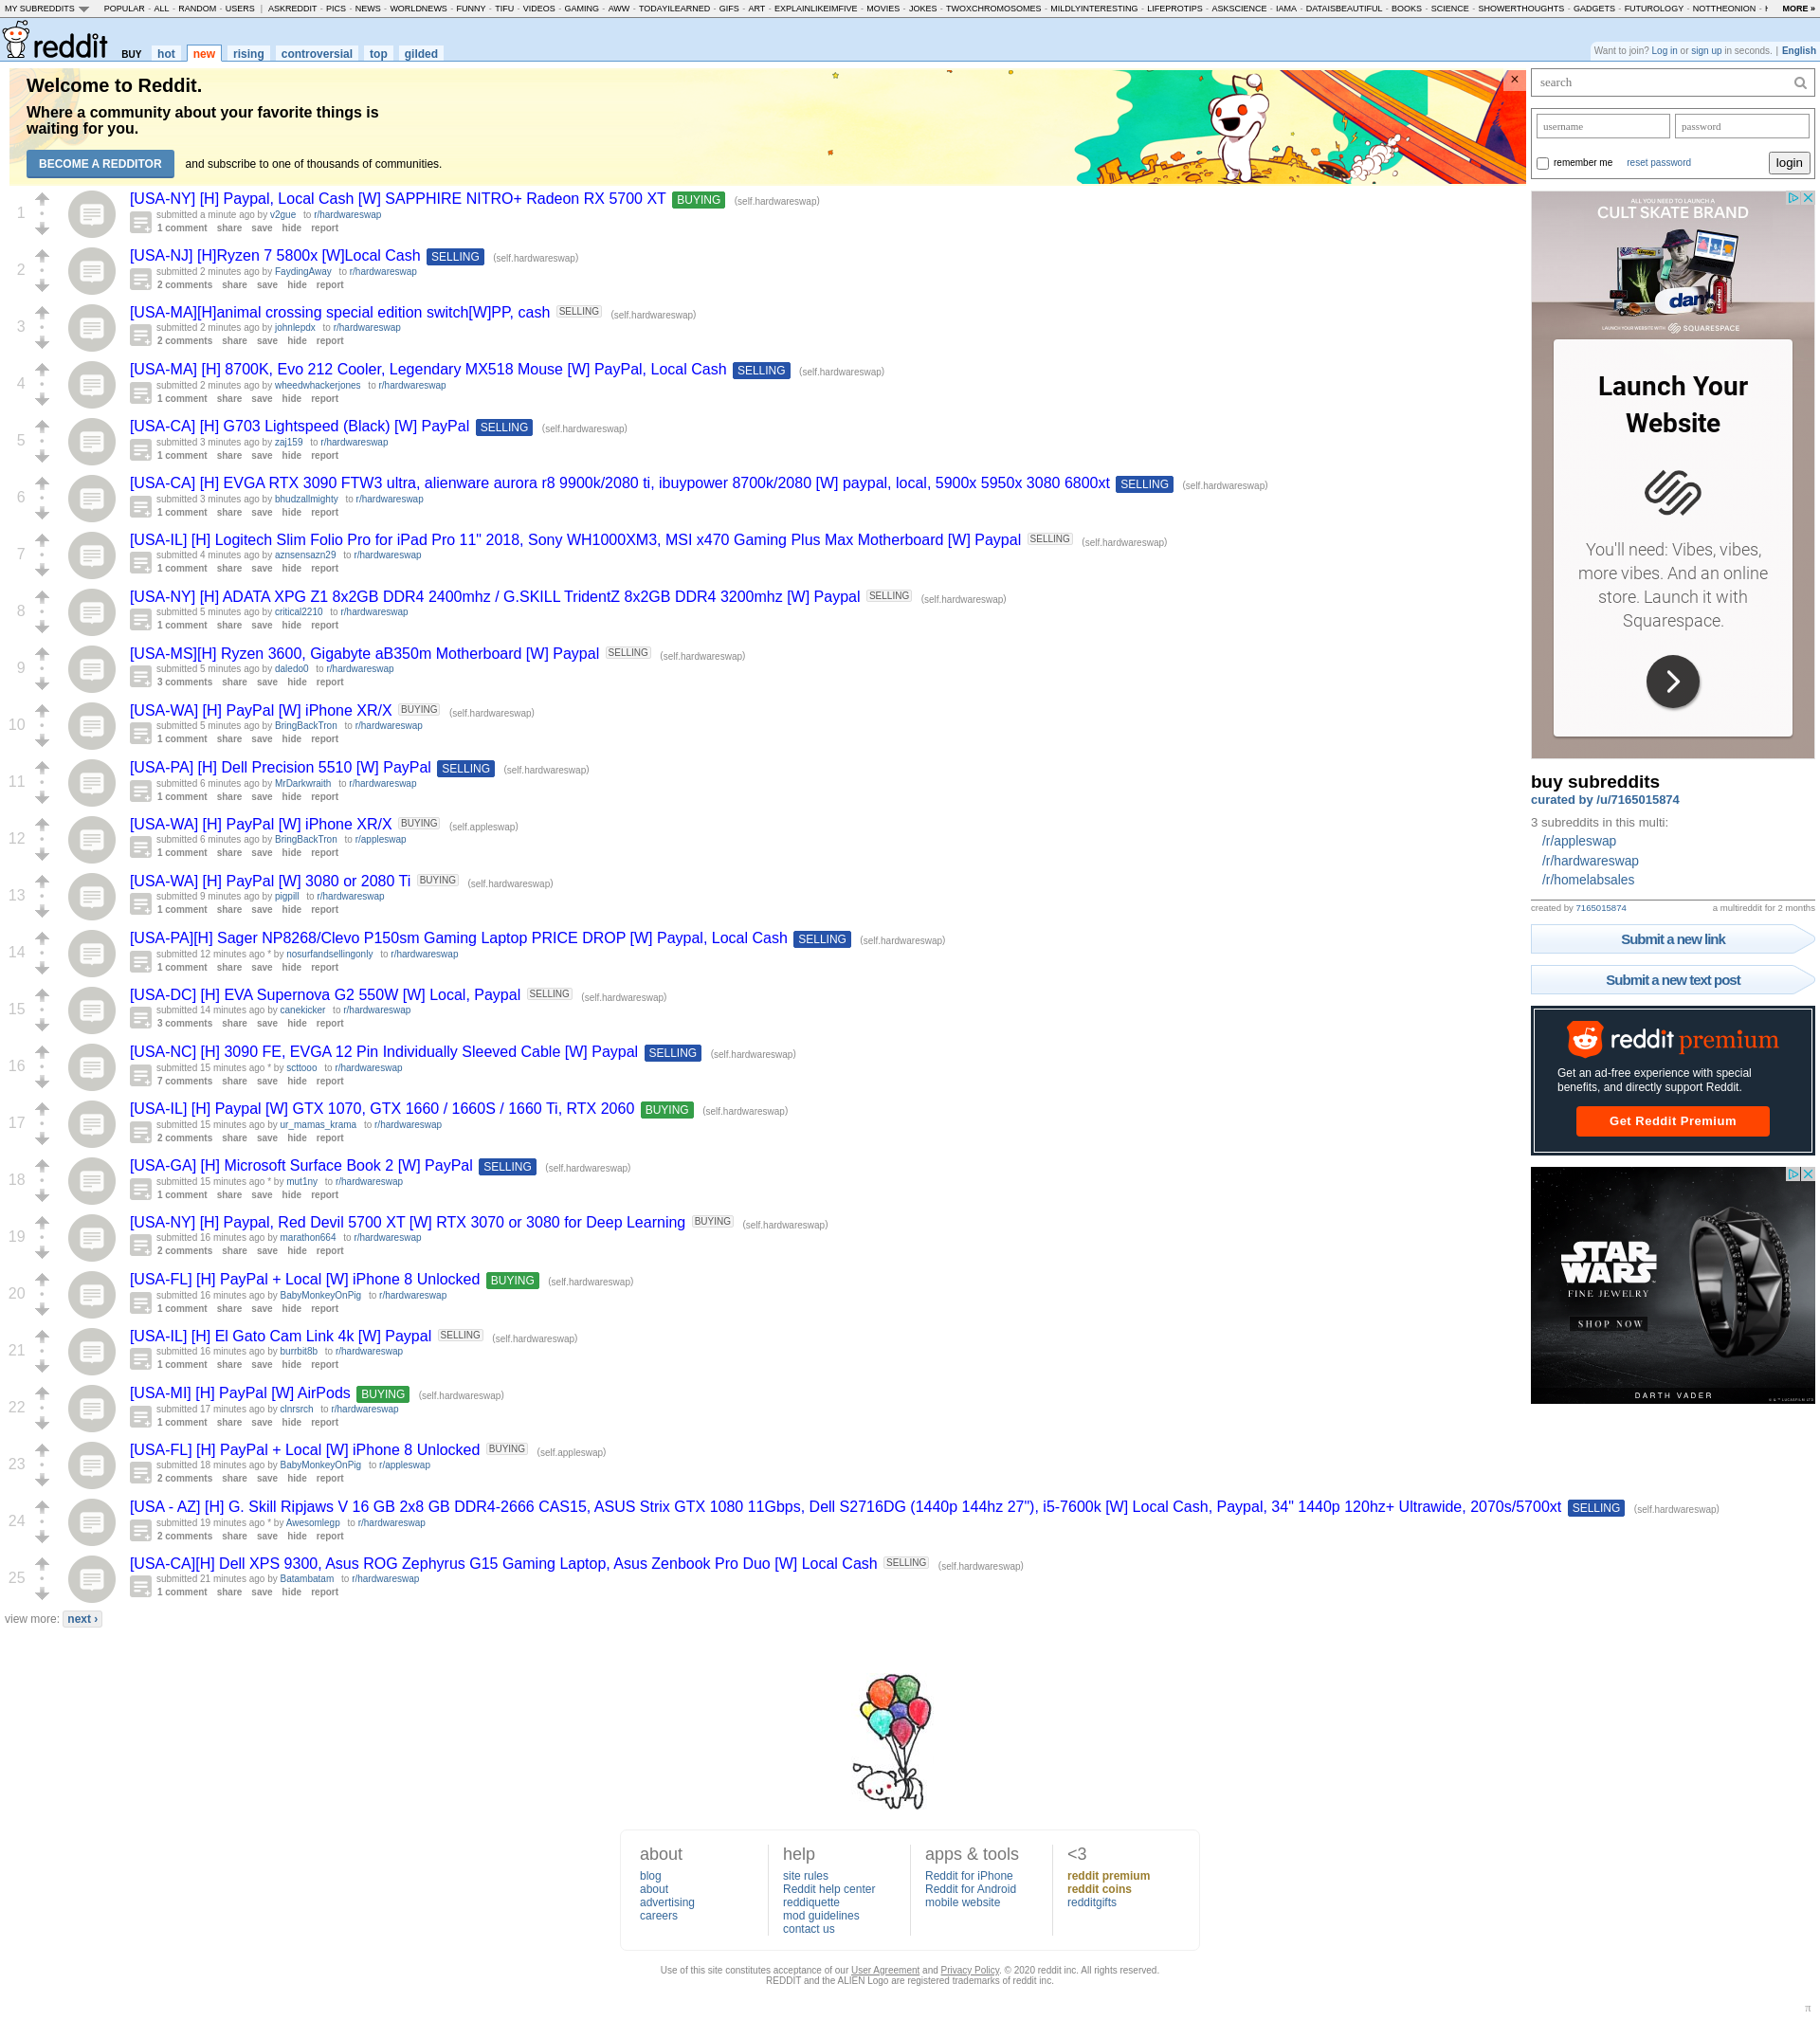 MY SUBREDDITS POPULAR - ALL - RANDOM - USERS | ASKREDDIT - PICS - NEWS - WORLDNEWS - FUNNY - TIFU - VIDEOS - GAMING - AWW - TODAYILEARNED - GIFS - ART - EXPLAINLIKEIMFIVE - MOVIES - JOKES - TWOXCHROMOSOMES - MILDLYINTERESTING - LIFEPROTIPS - ASKSCIENCE - IAMA - DATAISBEAUTIFUL - BOOKS - SCIENCE - SHOWERTHOUGHTS - GADGETS - FUTUROLOGY - NOTTHEONION - MORE »
reddit BUY hot new rising controversial top gilded
Want to join? Log in or sign up in seconds. | English
Welcome to Reddit.
Where a community about your favorite things is
waiting for you.
BECOME A REDDITOR and subscribe to one of thousands of communities.
1
[USA-NY] [H] Paypal, Local Cash [W] SAPPHIRE NITRO+ Radeon RX 5700 XT BUYING (self.hardwareswap)
submitted a minute ago by v2gue to r/hardwareswap
1 comment share save hide report
2
[USA-NJ] [H]Ryzen 7 5800x [W]Local Cash SELLING (self.hardwareswap)
submitted 2 minutes ago by FaydingAway to r/hardwareswap
2 comments share save hide report
3
[USA-MA][H]animal crossing special edition switch[W]PP, cash SELLING (self.hardwareswap)
submitted 2 minutes ago by johnlepdx to r/hardwareswap
2 comments share save hide report
4
[USA-MA] [H] 8700K, Evo 212 Cooler, Legendary MX518 Mouse [W] PayPal, Local Cash SELLING (self.hardwareswap)
submitted 2 minutes ago by wheedwhackerjones to r/hardwareswap
1 comment share save hide report
5
[USA-CA] [H] G703 Lightspeed (Black) [W] PayPal SELLING (self.hardwareswap)
submitted 3 minutes ago by zaj159 to r/hardwareswap
1 comment share save hide report
6
[USA-CA] [H] EVGA RTX 3090 FTW3 ultra, alienware aurora r8 9900k/2080 ti, ibuypower 8700k/2080 [W] paypal, local, 5900x 5950x 3080 6800xt SELLING (self.hardwareswap)
submitted 3 minutes ago by bhudzallmighty to r/hardwareswap
1 comment share save hide report
7
[USA-IL] [H] Logitech Slim Folio Pro for iPad Pro 11" 2018, Sony WH1000XM3, MSI x470 Gaming Plus Max Motherboard [W] Paypal SELLING (self.hardwareswap)
submitted 4 minutes ago by aznsensazn29 to r/hardwareswap
1 comment share save hide report
8
[USA-NY] [H] ADATA XPG Z1 8x2GB DDR4 2400mhz / G.SKILL TridentZ 8x2GB DDR4 3200mhz [W] Paypal SELLING (self.hardwareswap)
submitted 5 minutes ago by critical2210 to r/hardwareswap
1 comment share save hide report
9
[USA-MS][H] Ryzen 3600, Gigabyte aB350m Motherboard [W] Paypal SELLING (self.hardwareswap)
submitted 5 minutes ago by daledo0 to r/hardwareswap
3 comments share save hide report
10
[USA-WA] [H] PayPal [W] iPhone XR/X BUYING (self.hardwareswap)
submitted 5 minutes ago by BringBackTron to r/hardwareswap
1 comment share save hide report
11
[USA-PA] [H] Dell Precision 5510 [W] PayPal SELLING (self.hardwareswap)
submitted 6 minutes ago by MrDarkwraith to r/hardwareswap
1 comment share save hide report
12
[USA-WA] [H] PayPal [W] iPhone XR/X BUYING (self.appleswap)
submitted 6 minutes ago by BringBackTron to r/appleswap
1 comment share save hide report
13
[USA-WA] [H] PayPal [W] 3080 or 2080 Ti BUYING (self.hardwareswap)
submitted 9 minutes ago by pigpill to r/hardwareswap
1 comment share save hide report
14
[USA-PA][H] Sager NP8268/Clevo P150sm Gaming Laptop PRICE DROP [W] Paypal, Local Cash SELLING (self.hardwareswap)
submitted 12 minutes ago * by nosurfandsellingonly to r/hardwareswap
1 comment share save hide report
15
[USA-DC] [H] EVA Supernova G2 550W [W] Local, Paypal SELLING (self.hardwareswap)
submitted 14 minutes ago by canekicker to r/hardwareswap
3 comments share save hide report
16
[USA-NC] [H] 3090 FE, EVGA 12 Pin Individually Sleeved Cable [W] Paypal SELLING (self.hardwareswap)
submitted 15 minutes ago * by scttooo to r/hardwareswap
7 comments share save hide report
17
[USA-IL] [H] Paypal [W] GTX 1070, GTX 1660 / 1660S / 1660 Ti, RTX 2060 BUYING (self.hardwareswap)
submitted 15 minutes ago by ur_mamas_krama to r/hardwareswap
2 comments share save hide report
18
[USA-GA] [H] Microsoft Surface Book 2 [W] PayPal SELLING (self.hardwareswap)
submitted 15 minutes ago * by mut1ny to r/hardwareswap
1 comment share save hide report
19
[USA-NY] [H] Paypal, Red Devil 5700 XT [W] RTX 3070 or 3080 for Deep Learning BUYING (self.hardwareswap)
submitted 16 minutes ago by marathon664 to r/hardwareswap
2 comments share save hide report
20
[USA-FL] [H] PayPal + Local [W] iPhone 8 Unlocked BUYING (self.hardwareswap)
submitted 16 minutes ago by BabyMonkeyOnPig to r/hardwareswap
1 comment share save hide report
21
[USA-IL] [H] El Gato Cam Link 4k [W] Paypal SELLING (self.hardwareswap)
submitted 16 minutes ago by burrbit8b to r/hardwareswap
1 comment share save hide report
22
[USA-MI] [H] PayPal [W] AirPods BUYING (self.hardwareswap)
submitted 17 minutes ago by clnrsrch to r/hardwareswap
1 comment share save hide report
23
[USA-FL] [H] PayPal + Local [W] iPhone 8 Unlocked BUYING (self.appleswap)
submitted 18 minutes ago by BabyMonkeyOnPig to r/appleswap
2 comments share save hide report
24
[USA - AZ] [H] G. Skill Ripjaws V 16 GB 2x8 GB DDR4-2666 CAS15, ASUS Strix GTX 1080 11Gbps, Dell S2716DG (1440p 144hz 27"), i5-7600k [W] Local Cash, Paypal, 34" 1440p 120hz+ Ultrawide, 2070s/5700xt SELLING (self.hardwareswap)
submitted 19 minutes ago * by Awesomlegp to r/hardwareswap
2 comments share save hide report
25
[USA-CA][H] Dell XPS 9300, Asus ROG Zephyrus G15 Gaming Laptop, Asus Zenbook Pro Duo [W] Local Cash SELLING (self.hardwareswap)
submitted 21 minutes ago by Batambatam to r/hardwareswap
1 comment share save hide report
view more: next ›
search
username password
remember me reset password login
ALL YOU NEED TO LAUNCH A
CULT SKATE BRAND
LAUNCH YOUR WEBSITE WITH SQUARESPACE
Launch Your
Website
You'll need: Vibes, vibes,
more vibes. And an online
store. Launch it with
Squarespace.
buy subreddits
curated by /u/7165015874
3 subreddits in this multi:
/r/appleswap
/r/hardwareswap
/r/homelabsales
created by 7165015874 a multireddit for 2 months
Submit a new link
Submit a new text post
reddit premium
Get an ad-free experience with special
benefits, and directly support Reddit.
Get Reddit Premium
STAR
WARS
FINE JEWELRY
SHOP NOW
DARTH VADER
about
blog
about
advertising
careers
help
site rules
Reddit help center
reddiquette
mod guidelines
contact us
apps & tools
Reddit for iPhone
Reddit for Android
mobile website
<3
reddit premium
reddit coins
redditgifts
Use of this site constitutes acceptance of our User Agreement and Privacy Policy. © 2020 reddit inc. All rights reserved.
REDDIT and the ALIEN Logo are registered trademarks of reddit inc.
π